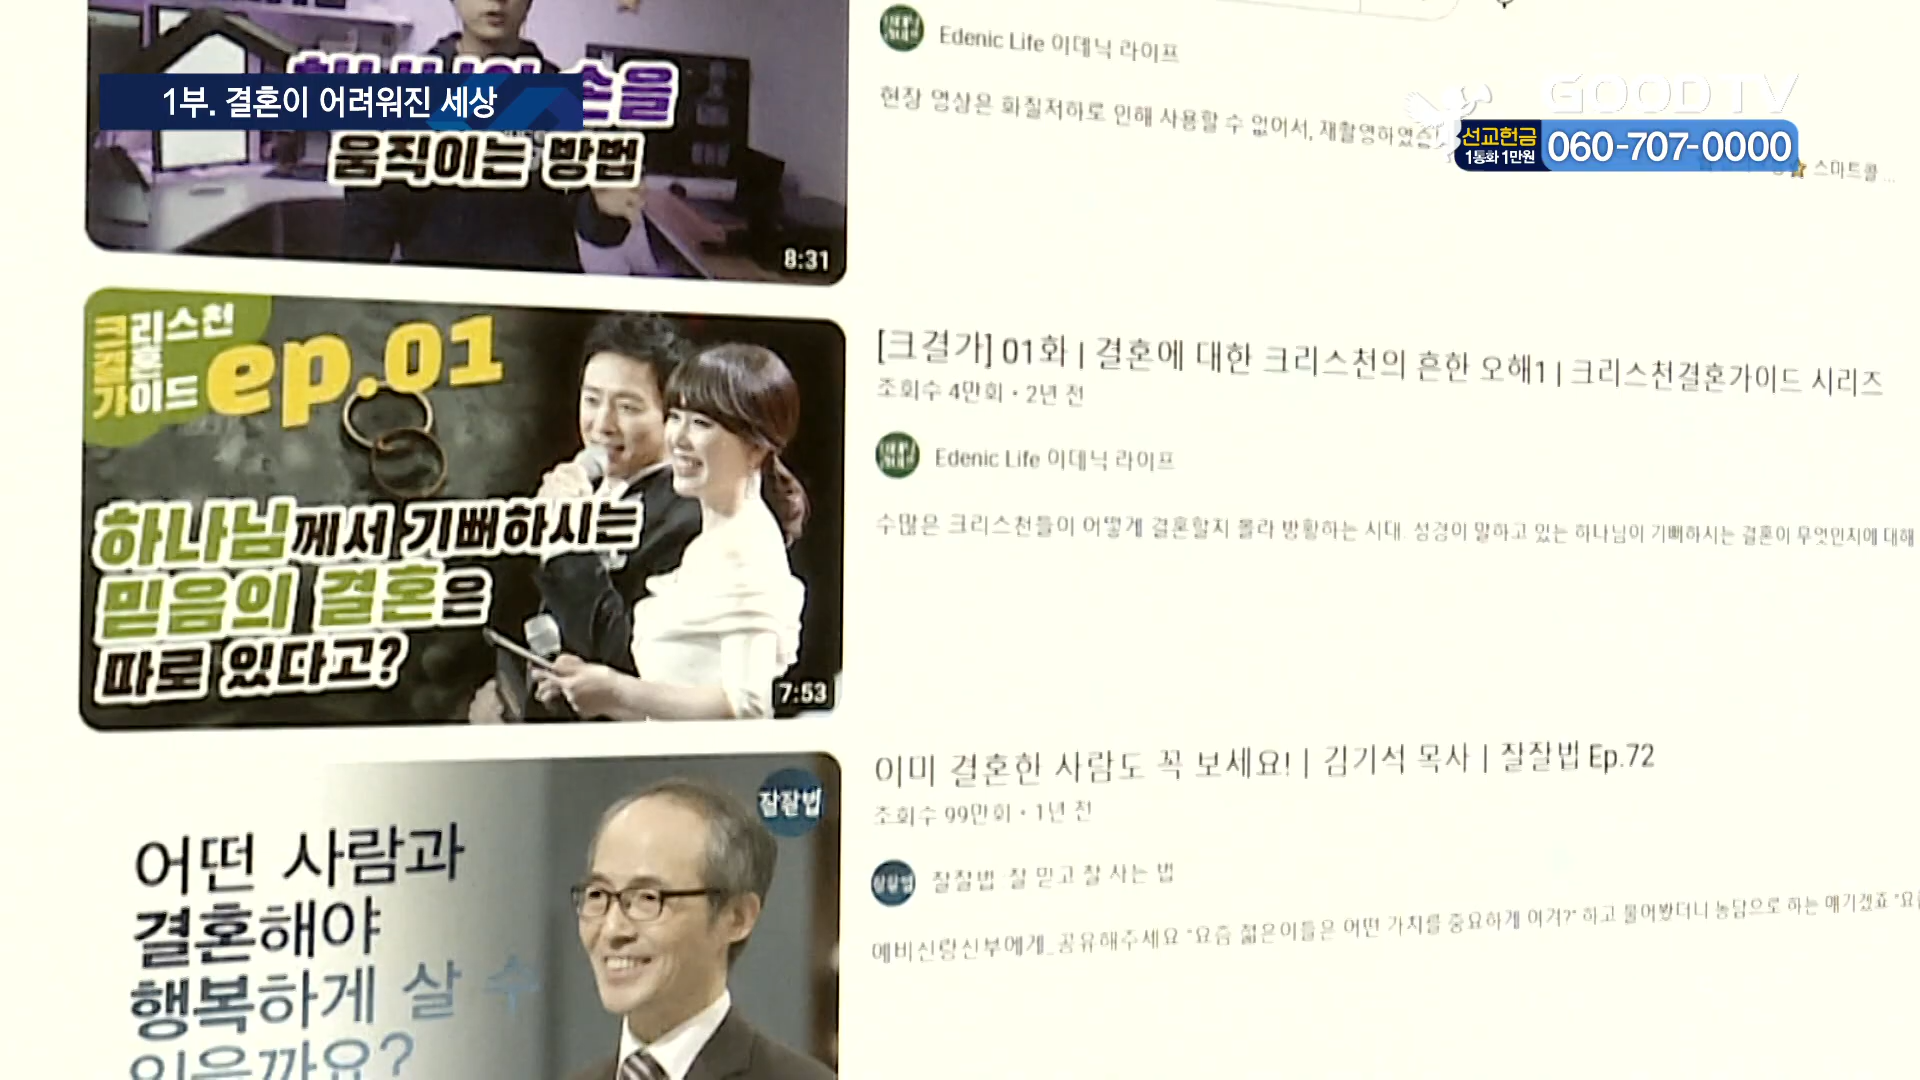 1부. 결혼이 어려워진 세상
손을
움직이는 방법
8:31
Edenic Life 이데닉 라이프
현장 영상은 화질저하로 인해 사용할 수 없어서, 재촬영하였습
스마트콜 ...
GOODTV
선교헌금
1통화 1만원
060-707-0000
크리스천
결혼
가이드
ep.01
하나님께서 기뻐하시는
믿음의 결혼은
따로 있다고?
7:53
[크결가] 01화 | 결혼에 대한 크리스천의 흔한 오해1 | 크리스천결혼가이드 시리즈
조회수 4만회 • 2년 전
Edenic Life 이데닉 라이프
수많은 크리스천들이 어떻게 결혼할지 몰라 방황하는 시대. 성경이 말하고 있는 하나님이 기뻐하시는 결혼이 무엇인지에 대해
어떤 사람과
결혼해야
행복하게 살 수
있을까요?
잘잘법
이미 결혼한 사람도 꼭 보세요! | 김기석 목사 | 잘잘법 Ep.72
조회수 99만회 • 1년 전
잘잘법
잘잘법 잘 믿고 잘 사는 법
예비신랑신부에게_공유해주세요 "요즘 젊은이들은 어떤 가치를 중요하게 여겨?" 하고 물어봤더니 농담으로 하는 얘기겠죠 "요즘